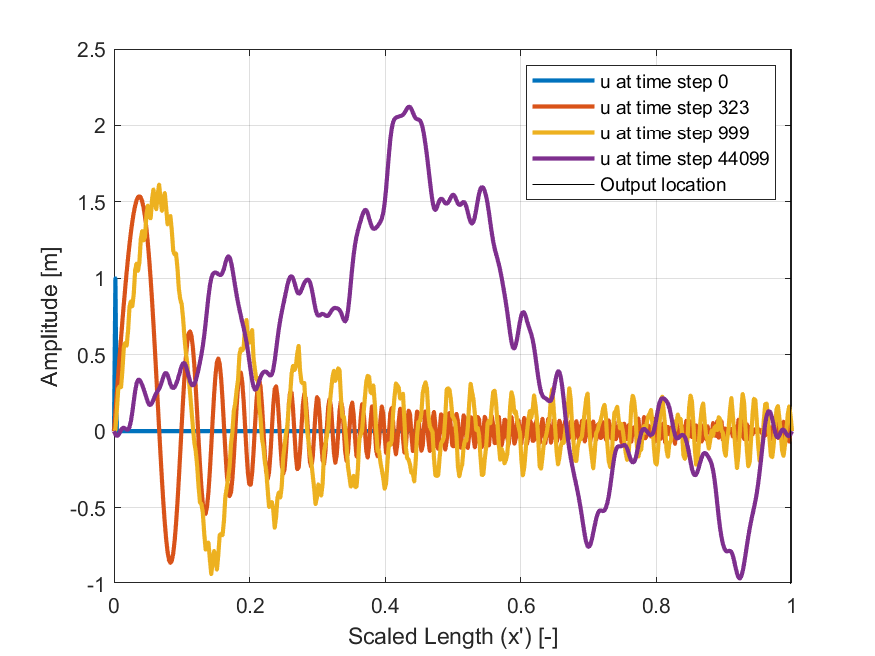 2.5
2
1.5
1
0.5
0
-0.5
-1
Amplitude [m]
u at time step 0
u at time step 323
u at time step 999
u at time step 44099
Output location
0 0.2 0.4 0.6 0.8 1
Scaled Length (x') [-]